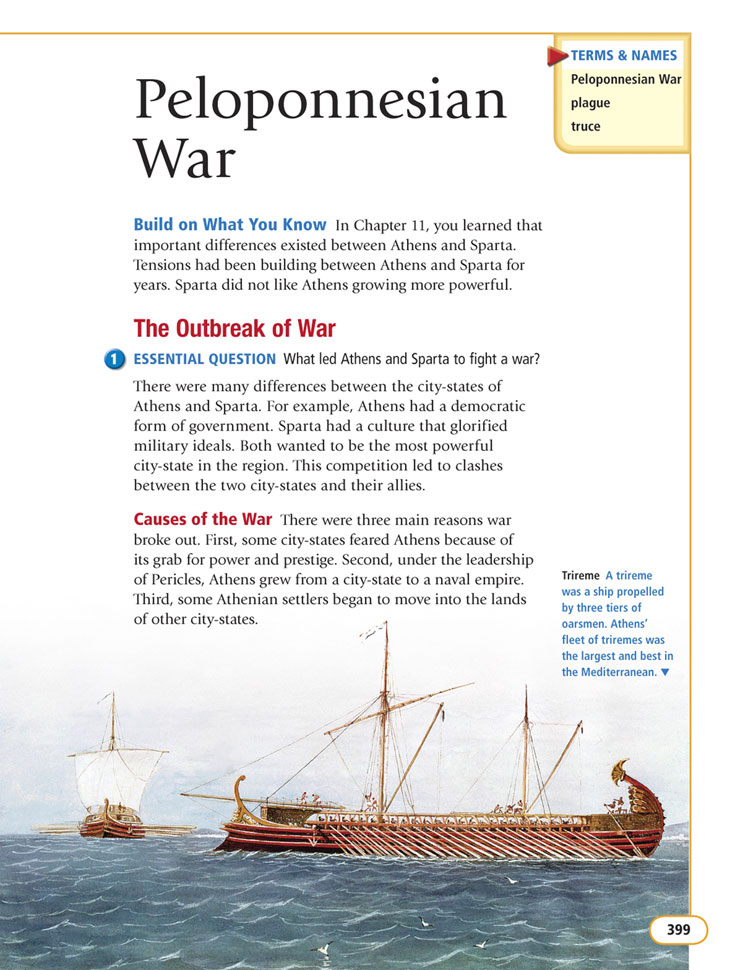 TERMS & NAMES
Peloponnesian War
plague
truce
Peloponnesian
War
Build on What You Know In Chapter 11, you learned that
important differences existed between Athens and Sparta.
Tensions had been building between Athens and Sparta for
years. Sparta did not like Athens growing more powerful.
The Outbreak of War
1 ESSENTIAL QUESTION What led Athens and Sparta to fight a war?
There were many differences between the city-states of
Athens and Sparta. For example, Athens had a democratic
form of government. Sparta had a culture that glorified
military ideals. Both wanted to be the most powerful
city-state in the region. This competition led to clashes
between the two city-states and their allies.
Causes of the War There were three main reasons war
broke out. First, some city-states feared Athens because of
its grab for power and prestige. Second, under the leadership
of Pericles, Athens grew from a city-state to a naval empire.
Third, some Athenian settlers began to move into the lands
of other city-states.
Trireme A trireme
was a ship propelled
by three tiers of
oarsmen. Athens’
fleet of triremes was
the largest and best in
the Mediterranean. ▼
399